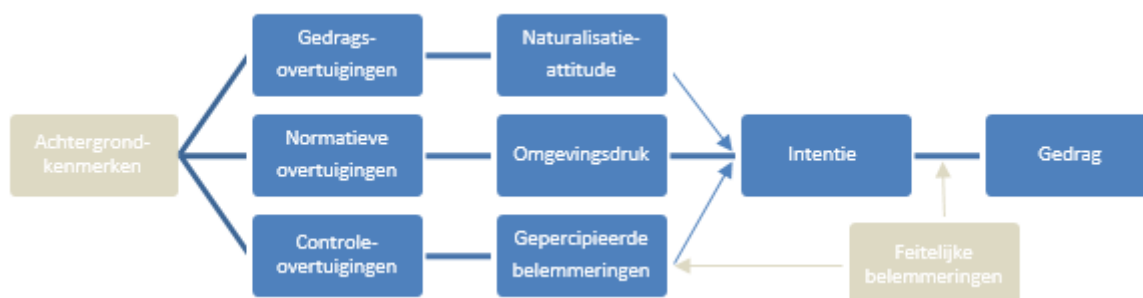 Gedrags-
overtuigingen
Naturalisatie-
attitude
Achtergrond-
kenmerken
Normatieve
overtuigingen
Omgevingsdruk
Intentie
Gedrag
Controle-
overtuigingen
Gepercipieerde
belemmeringen
Feitelijke
belemmeringen